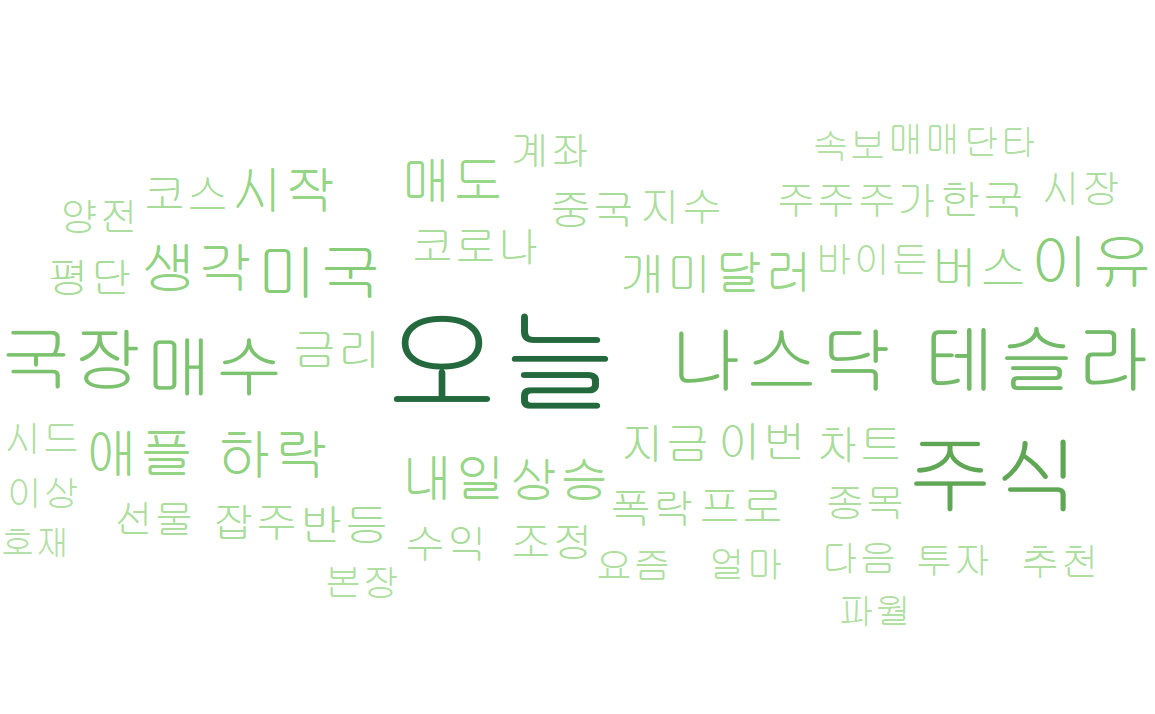 계좌 속보 매매 단타
양전 코스 시작 매도 중국 지수 주주 주가 한국 시장
평단 생각 미국 코로나 개미 달러 바이든 버스 이유
국장 매수 금리 오늘 나스닥 테슬라
시드 애플 하락 내일 상승 지금 이번 차트 주식
이상 선물 잡주 반등 수익 조정 폭락 프로 종목
호재 본장 요즘 얼마 다음 투자 추천
파월